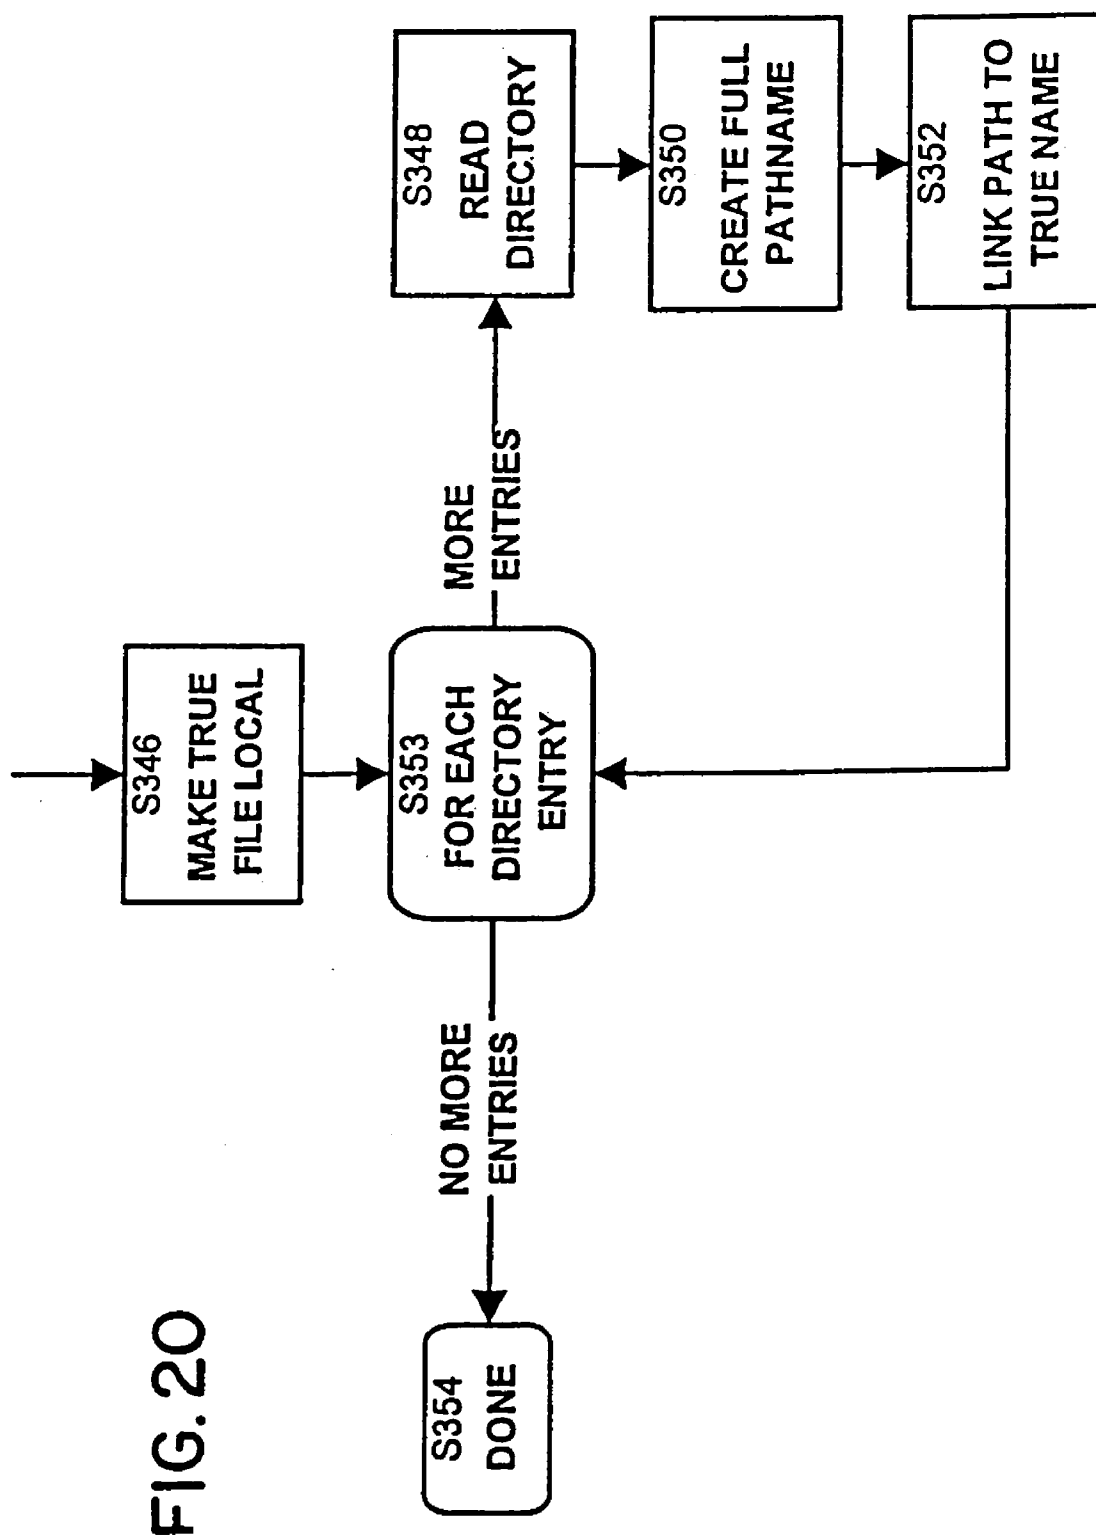 FIG. 20
S346
MAKE TRUE
FILE LOCAL
S353
FOR EACH
DIRECTORY
ENTRY
MORE
ENTRIES
S348
READ
DIRECTORY
S350
CREATE FULL
PATHNAME
S352
LINK PATH TO
TRUE NAME
NO MORE
ENTRIES
S354
DONE